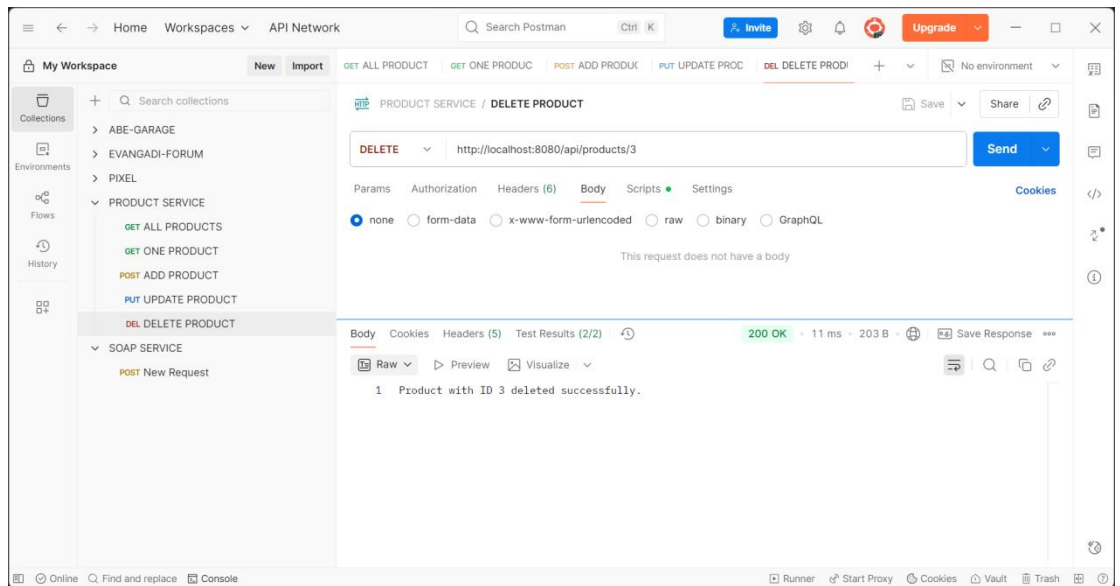 Home Workspaces API Network Search Postman Ctrl K Invite Upgrade
My Workspace New Import GET ALL PRODUCT GET ONE PRODUC POST ADD PRODUC PUT UPDATE PROD DEL DELETE PROD No environment
Collections
Environments
Flows
History
Search collections
ABE-GARAGE
EVANGADI-FORUM
PIXEL
PRODUCT SERVICE
GET ALL PRODUCTS
GET ONE PRODUCT
POST ADD PRODUCT
PUT UPDATE PRODUCT
DEL DELETE PRODUCT
SOAP SERVICE
POST New Request
HTTP PRODUCT SERVICE / DELETE PRODUCT Save Share
DELETE http://localhost:8080/api/products/3 Send
Params Authorization Headers (6) Body Scripts Settings Cookies
none form-data x-www-form-urlencoded raw binary GraphQL
This request does not have a body
Body Cookies Headers (5) Test Results (2/2) 200 OK 11 ms 203 B Save Response
Raw Preview Visualize
1 Product with ID 3 deleted successfully.
Online Find and replace Console Runner Start Proxy Cookies Vault Trash